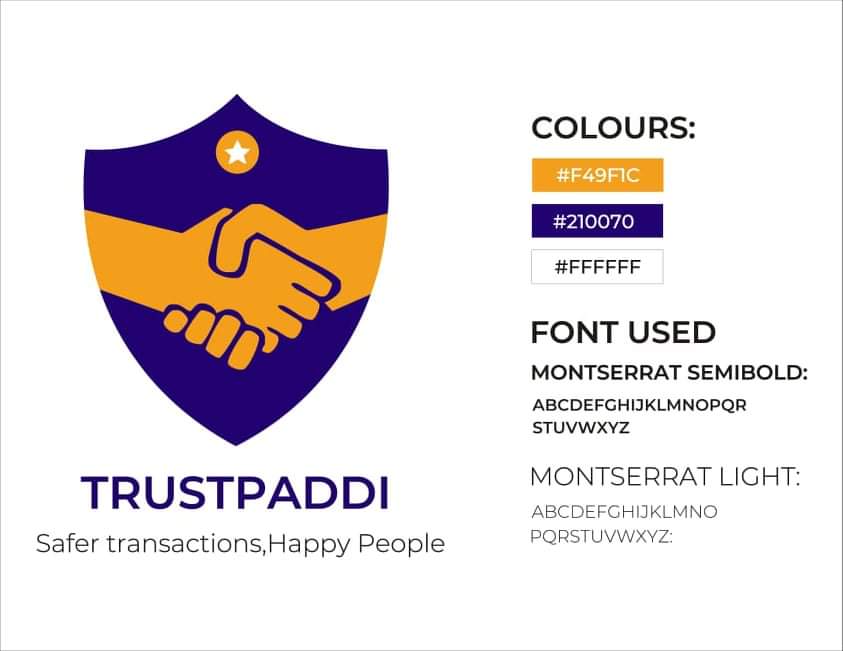 TRUSTPADDI
Safer transactions,Happy People
COLOURS:
#F49F1C
#210070
#FFFFFF
FONT USED
MONTSERRAT SEMIBOLD:
ABCDEFGHIJKLMNOPQR
STUVWXYZ
MONTSERRAT LIGHT:
ABCDEFGHIJKLMNO
PQRSTUVWXYZ: